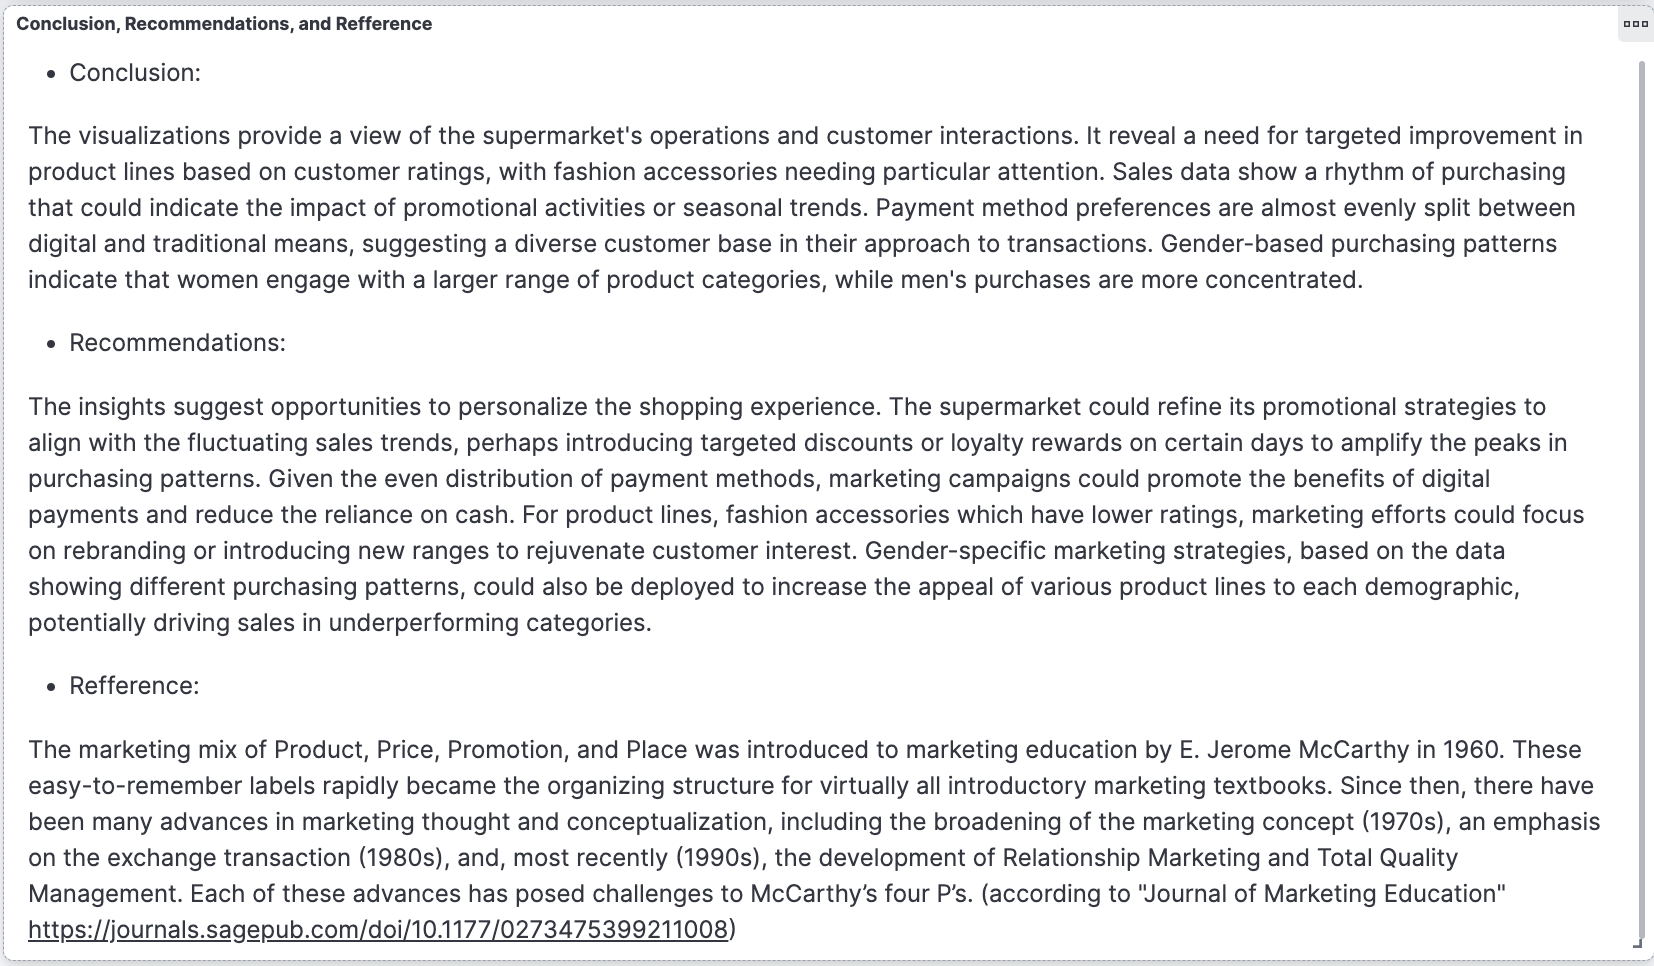 Conclusion, Recommendations, and Refference
• Conclusion:
The visualizations provide a view of the supermarket's operations and customer interactions. It reveal a need for targeted improvement in
product lines based on customer ratings, with fashion accessories needing particular attention. Sales data show a rhythm of purchasing
that could indicate the impact of promotional activities or seasonal trends. Payment method preferences are almost evenly split between
digital and traditional means, suggesting a diverse customer base in their approach to transactions. Gender-based purchasing patterns
indicate that women engage with a larger range of product categories, while men's purchases are more concentrated.
• Recommendations:
The insights suggest opportunities to personalize the shopping experience. The supermarket could refine its promotional strategies to
align with the fluctuating sales trends, perhaps introducing targeted discounts or loyalty rewards on certain days to amplify the peaks in
purchasing patterns. Given the even distribution of payment methods, marketing campaigns could promote the benefits of digital
payments and reduce the reliance on cash. For product lines, fashion accessories which have lower ratings, marketing efforts could focus
on rebranding or introducing new ranges to rejuvenate customer interest. Gender-specific marketing strategies, based on the data
showing different purchasing patterns, could also be deployed to increase the appeal of various product lines to each demographic,
potentially driving sales in underperforming categories.
• Refference:
The marketing mix of Product, Price, Promotion, and Place was introduced to marketing education by E. Jerome McCarthy in 1960. These
easy-to-remember labels rapidly became the organizing structure for virtually all introductory marketing textbooks. Since then, there have
been many advances in marketing thought and conceptualization, including the broadening of the marketing concept (1970s), an emphasis
on the exchange transaction (1980s), and, most recently (1990s), the development of Relationship Marketing and Total Quality
Management. Each of these advances has posed challenges to McCarthy’s four P’s. (according to "Journal of Marketing Education"
https://journals.sagepub.com/doi/10.1177/0273475399211008)